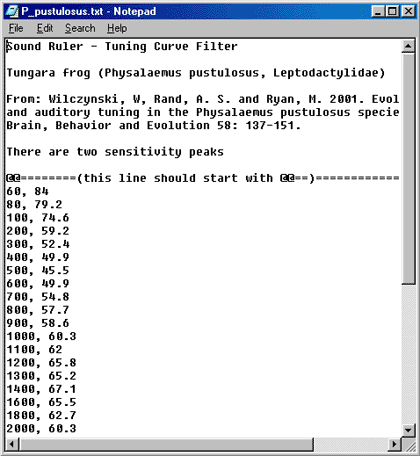 P_pustulosus.txt - Notepad
File Edit Search Help
Sound Ruler - Tuning Curve Filter
Tungara frog (Physalaemus pustulosus, Leptodactylidae)
From: Wilczynski, W, Rand, A. S. and Ryan, M. 2001. Evol
and auditory tuning in the Physalaemus pustulosus specie
Brain, Behavior and Evolution 58: 137-151.
There are two sensitivity peaks
@@========(this line should start with @@==)=============
60, 84
80, 79.2
100, 74.6
200, 59.2
300, 52.4
400, 49.9
500, 45.5
600, 49.9
700, 54.8
800, 57.7
900, 58.6
1000, 60.3
1100, 62
1200, 65.8
1300, 65.2
1400, 67.1
1600, 65.5
1800, 62.7
2000, 60.3